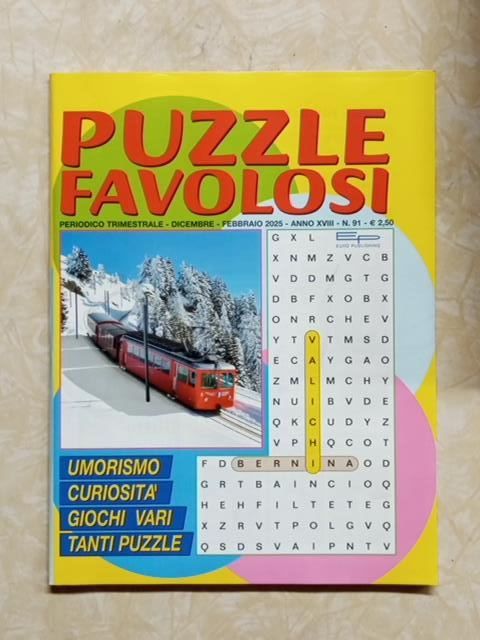 PUZZLE
FAVOLOSI
PERIODICO TRIMESTRALE - DICEMBRE - FEBBRAIO 2025 - ANNO XVIII - N. 91 - € 2,50
G X L
Ep
EURO PUBLISHING
X N M Z V C B
V D D M G T G
D B F X O B X
O N R C H E V
Y T V T M S D
E C A Y G A O
Z M L M C H Y
N U I B V D E
Q K C U D Y Z
V P H Q C O T
F D B E R N I N A O D
G R T B A I N C I O Q
H E H F I L T E T E G
X Z R V T P O L G V Q
Q S D S V A I P N T V
UMORISMO
CURIOSITA'
GIOCHI VARI
TANTI PUZZLE